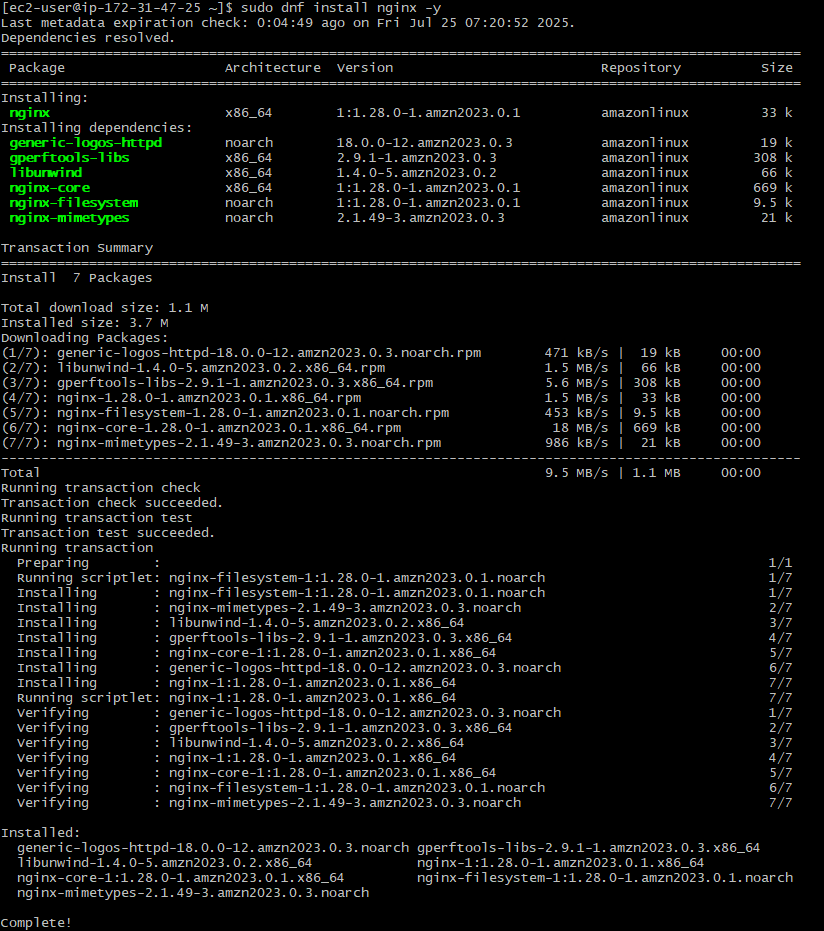 [ec2-user@ip-172-31-47-25 ~]$ sudo dnf install nginx -y
Last metadata expiration check: 0:04:49 ago on Fri Jul 25 07:20:52 2025.
Dependencies resolved.
====================================================================================================
 Package                    Architecture  Version                          Repository          Size
====================================================================================================
Installing:
 nginx                      x86_64        1:1.28.0-1.amzn2023.0.1          amazonlinux         33 k
Installing dependencies:
 generic-logos-httpd        noarch        18.0.0-12.amzn2023.0.3           amazonlinux         19 k
 gperftools-libs            x86_64        2.9.1-1.amzn2023.0.3             amazonlinux        308 k
 libunwind                  x86_64        1.4.0-5.amzn2023.0.2             amazonlinux         66 k
 nginx-core                 x86_64        1:1.28.0-1.amzn2023.0.1          amazonlinux        669 k
 nginx-filesystem           noarch        1:1.28.0-1.amzn2023.0.1          amazonlinux        9.5 k
 nginx-mimetypes            noarch        2.1.49-3.amzn2023.0.3            amazonlinux         21 k

Transaction Summary
====================================================================================================
Install  7 Packages

Total download size: 1.1 M
Installed size: 3.7 M
Downloading Packages:
(1/7): generic-logos-httpd-18.0.0-12.amzn2023.0.3.noarch.rpm        471 kB/s |  19 kB     00:00
(2/7): libunwind-1.4.0-5.amzn2023.0.2.x86_64.rpm                    1.5 MB/s |  66 kB     00:00
(3/7): gperftools-libs-2.9.1-1.amzn2023.0.3.x86_64.rpm              5.6 MB/s | 308 kB     00:00
(4/7): nginx-1.28.0-1.amzn2023.0.1.x86_64.rpm                       1.5 MB/s |  33 kB     00:00
(5/7): nginx-filesystem-1.28.0-1.amzn2023.0.1.noarch.rpm            453 kB/s | 9.5 kB     00:00
(6/7): nginx-core-1.28.0-1.amzn2023.0.1.x86_64.rpm                   18 MB/s | 669 kB     00:00
(7/7): nginx-mimetypes-2.1.49-3.amzn2023.0.3.noarch.rpm             986 kB/s |  21 kB     00:00
----------------------------------------------------------------------------------------------------
Total                                                               9.5 MB/s | 1.1 MB     00:00
Running transaction check
Transaction check succeeded.
Running transaction test
Transaction test succeeded.
Running transaction
  Preparing        :                                                                            1/1
  Running scriptlet: nginx-filesystem-1:1.28.0-1.amzn2023.0.1.noarch                            1/7
  Installing       : nginx-filesystem-1:1.28.0-1.amzn2023.0.1.noarch                            1/7
  Installing       : nginx-mimetypes-2.1.49-3.amzn2023.0.3.noarch                               2/7
  Installing       : libunwind-1.4.0-5.amzn2023.0.2.x86_64                                      3/7
  Installing       : gperftools-libs-2.9.1-1.amzn2023.0.3.x86_64                                4/7
  Installing       : nginx-core-1:1.28.0-1.amzn2023.0.1.x86_64                                  5/7
  Installing       : generic-logos-httpd-18.0.0-12.amzn2023.0.3.noarch                          6/7
  Installing       : nginx-1:1.28.0-1.amzn2023.0.1.x86_64                                       7/7
  Running scriptlet: nginx-1:1.28.0-1.amzn2023.0.1.x86_64                                       7/7
  Verifying        : generic-logos-httpd-18.0.0-12.amzn2023.0.3.noarch                          1/7
  Verifying        : gperftools-libs-2.9.1-1.amzn2023.0.3.x86_64                                2/7
  Verifying        : libunwind-1.4.0-5.amzn2023.0.2.x86_64                                      3/7
  Verifying        : nginx-1:1.28.0-1.amzn2023.0.1.x86_64                                       4/7
  Verifying        : nginx-core-1:1.28.0-1.amzn2023.0.1.x86_64                                  5/7
  Verifying        : nginx-filesystem-1:1.28.0-1.amzn2023.0.1.noarch                            6/7
  Verifying        : nginx-mimetypes-2.1.49-3.amzn2023.0.3.noarch                               7/7

Installed:
  generic-logos-httpd-18.0.0-12.amzn2023.0.3.noarch gperftools-libs-2.9.1-1.amzn2023.0.3.x86_64
  libunwind-1.4.0-5.amzn2023.0.2.x86_64             nginx-1:1.28.0-1.amzn2023.0.1.x86_64
  nginx-core-1:1.28.0-1.amzn2023.0.1.x86_64         nginx-filesystem-1:1.28.0-1.amzn2023.0.1.noarch
  nginx-mimetypes-2.1.49-3.amzn2023.0.3.noarch

Complete!